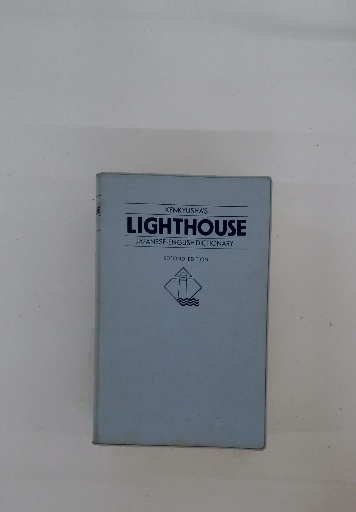 KENKYUSHA'S
LIGHTHOUSE
JAPANESE-ENGLISH DICTIONARY
SECOND EDITION